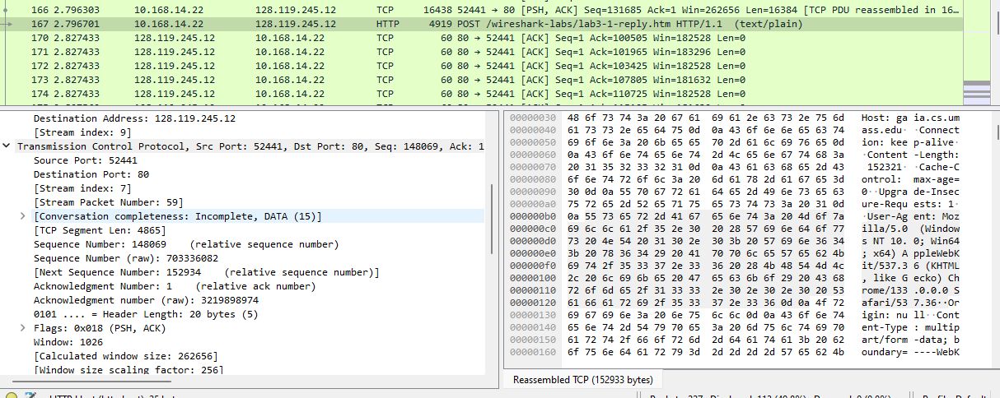 166 2.796303 10.168.14.22 128.119.245.12 TCP 16438 52441 → 80 [PSH, ACK] Seq=131685 Ack=1 Win=262656 Len=16384 [TCP PDU reassembled in 16…
167 2.796701 10.168.14.22 128.119.245.12 HTTP 4919 POST /wireshark-labs/lab3-1-reply.htm HTTP/1.1 (text/plain)
170 2.827433 128.119.245.12 10.168.14.22 TCP 60 80 → 52441 [ACK] Seq=1 Ack=100505 Win=182528 Len=0
171 2.827433 128.119.245.12 10.168.14.22 TCP 60 80 → 52441 [ACK] Seq=1 Ack=101965 Win=183296 Len=0
172 2.827433 128.119.245.12 10.168.14.22 TCP 60 80 → 52441 [ACK] Seq=1 Ack=103425 Win=182528 Len=0
173 2.827433 128.119.245.12 10.168.14.22 TCP 60 80 → 52441 [ACK] Seq=1 Ack=107805 Win=181632 Len=0
174 2.827433 128.119.245.12 10.168.14.22 TCP 60 80 → 52441 [ACK] Seq=1 Ack=110725 Win=182528 Len=0
Destination Address: 128.119.245.12
[Stream index: 9]
Transmission Control Protocol, Src Port: 52441, Dst Port: 80, Seq: 148069, Ack: 1
Source Port: 52441
Destination Port: 80
[Stream index: 7]
[Stream Packet Number: 59]
[Conversation completeness: Incomplete, DATA (15)]
[TCP Segment Len: 4865]
Sequence Number: 148069 (relative sequence number)
Sequence Number (raw): 703336082
[Next Sequence Number: 152934 (relative sequence number)]
Acknowledgment Number: 1 (relative ack number)
Acknowledgment number (raw): 3219898974
0101 .... = Header Length: 20 bytes (5)
Flags: 0x018 (PSH, ACK)
Window: 1026
[Calculated window size: 262656]
[Window size scaling factor: 256]
00000030 48 6f 73 74 3a 20 67 61 69 61 2e 63 73 2e 75 6d Host: ga ia.cs.um
00000040 61 73 73 2e 65 64 75 0d 0a 43 6f 6e 6e 65 63 74 ass.edu· ·Connect
00000050 69 6f 6e 3a 20 6b 65 65 70 2d 61 6c 69 76 65 0d ion: kee p-alive·
00000060 0a 43 6f 6e 74 65 6e 74 2d 4c 65 6e 67 74 68 3a ·Content -Length:
00000070 20 31 35 32 33 32 31 0d 0a 43 61 63 68 65 2d 43 152321· ·Cache-C
00000080 6f 6e 74 72 6f 6c 3a 20 6d 61 78 2d 61 67 65 3d ontrol: max-age=
00000090 30 0d 0a 55 70 67 72 61 64 65 2d 49 6e 73 65 63 0··Upgra de-Insec
000000a0 75 72 65 2d 52 65 71 75 65 73 74 73 3a 20 31 0d ure-Requ ests: 1·
000000b0 0a 55 73 65 72 2d 41 67 65 6e 74 3a 20 4d 6f 7a ·User-Ag ent: Moz
000000c0 69 6c 6c 61 2f 35 2e 30 20 28 57 69 6e 64 6f 77 illa/5.0 (Window
000000d0 73 20 4e 54 20 31 30 2e 30 3b 20 57 69 6e 36 34 s NT 10. 0; Win64
000000e0 3b 20 78 36 34 29 20 41 70 70 6c 65 57 65 62 4b ; x64) A ppleWebK
000000f0 69 74 2f 35 33 37 2e 33 36 20 28 4b 48 54 4d 4c it/537.3 6 (KHTML
00000100 2c 20 6c 69 6b 65 20 47 65 63 6b 6f 29 20 43 68 , like G ecko) Ch
00000110 72 6f 6d 65 2f 31 33 33 2e 30 2e 30 2e 30 20 53 rome/133 .0.0.0 S
00000120 61 66 61 72 69 2f 35 33 37 2e 33 36 0d 0a 4f 72 afari/53 7.36··Or
00000130 69 67 69 6e 3a 20 6e 75 6c 6c 0d 0a 43 6f 6e 74 igin: nu ll··Cont
00000140 65 6e 74 2d 54 79 70 65 3a 20 6d 75 6c 74 69 70 ent-Type : multip
00000150 61 72 74 2f 66 6f 72 6d 2d 64 61 74 61 3b 20 62 art/form -data; b
00000160 6f 75 6e 64 61 72 79 3d 2d 2d 2d 2d 57 65 62 4b oundary= ----WebK
Reassembled TCP (152933 bytes)